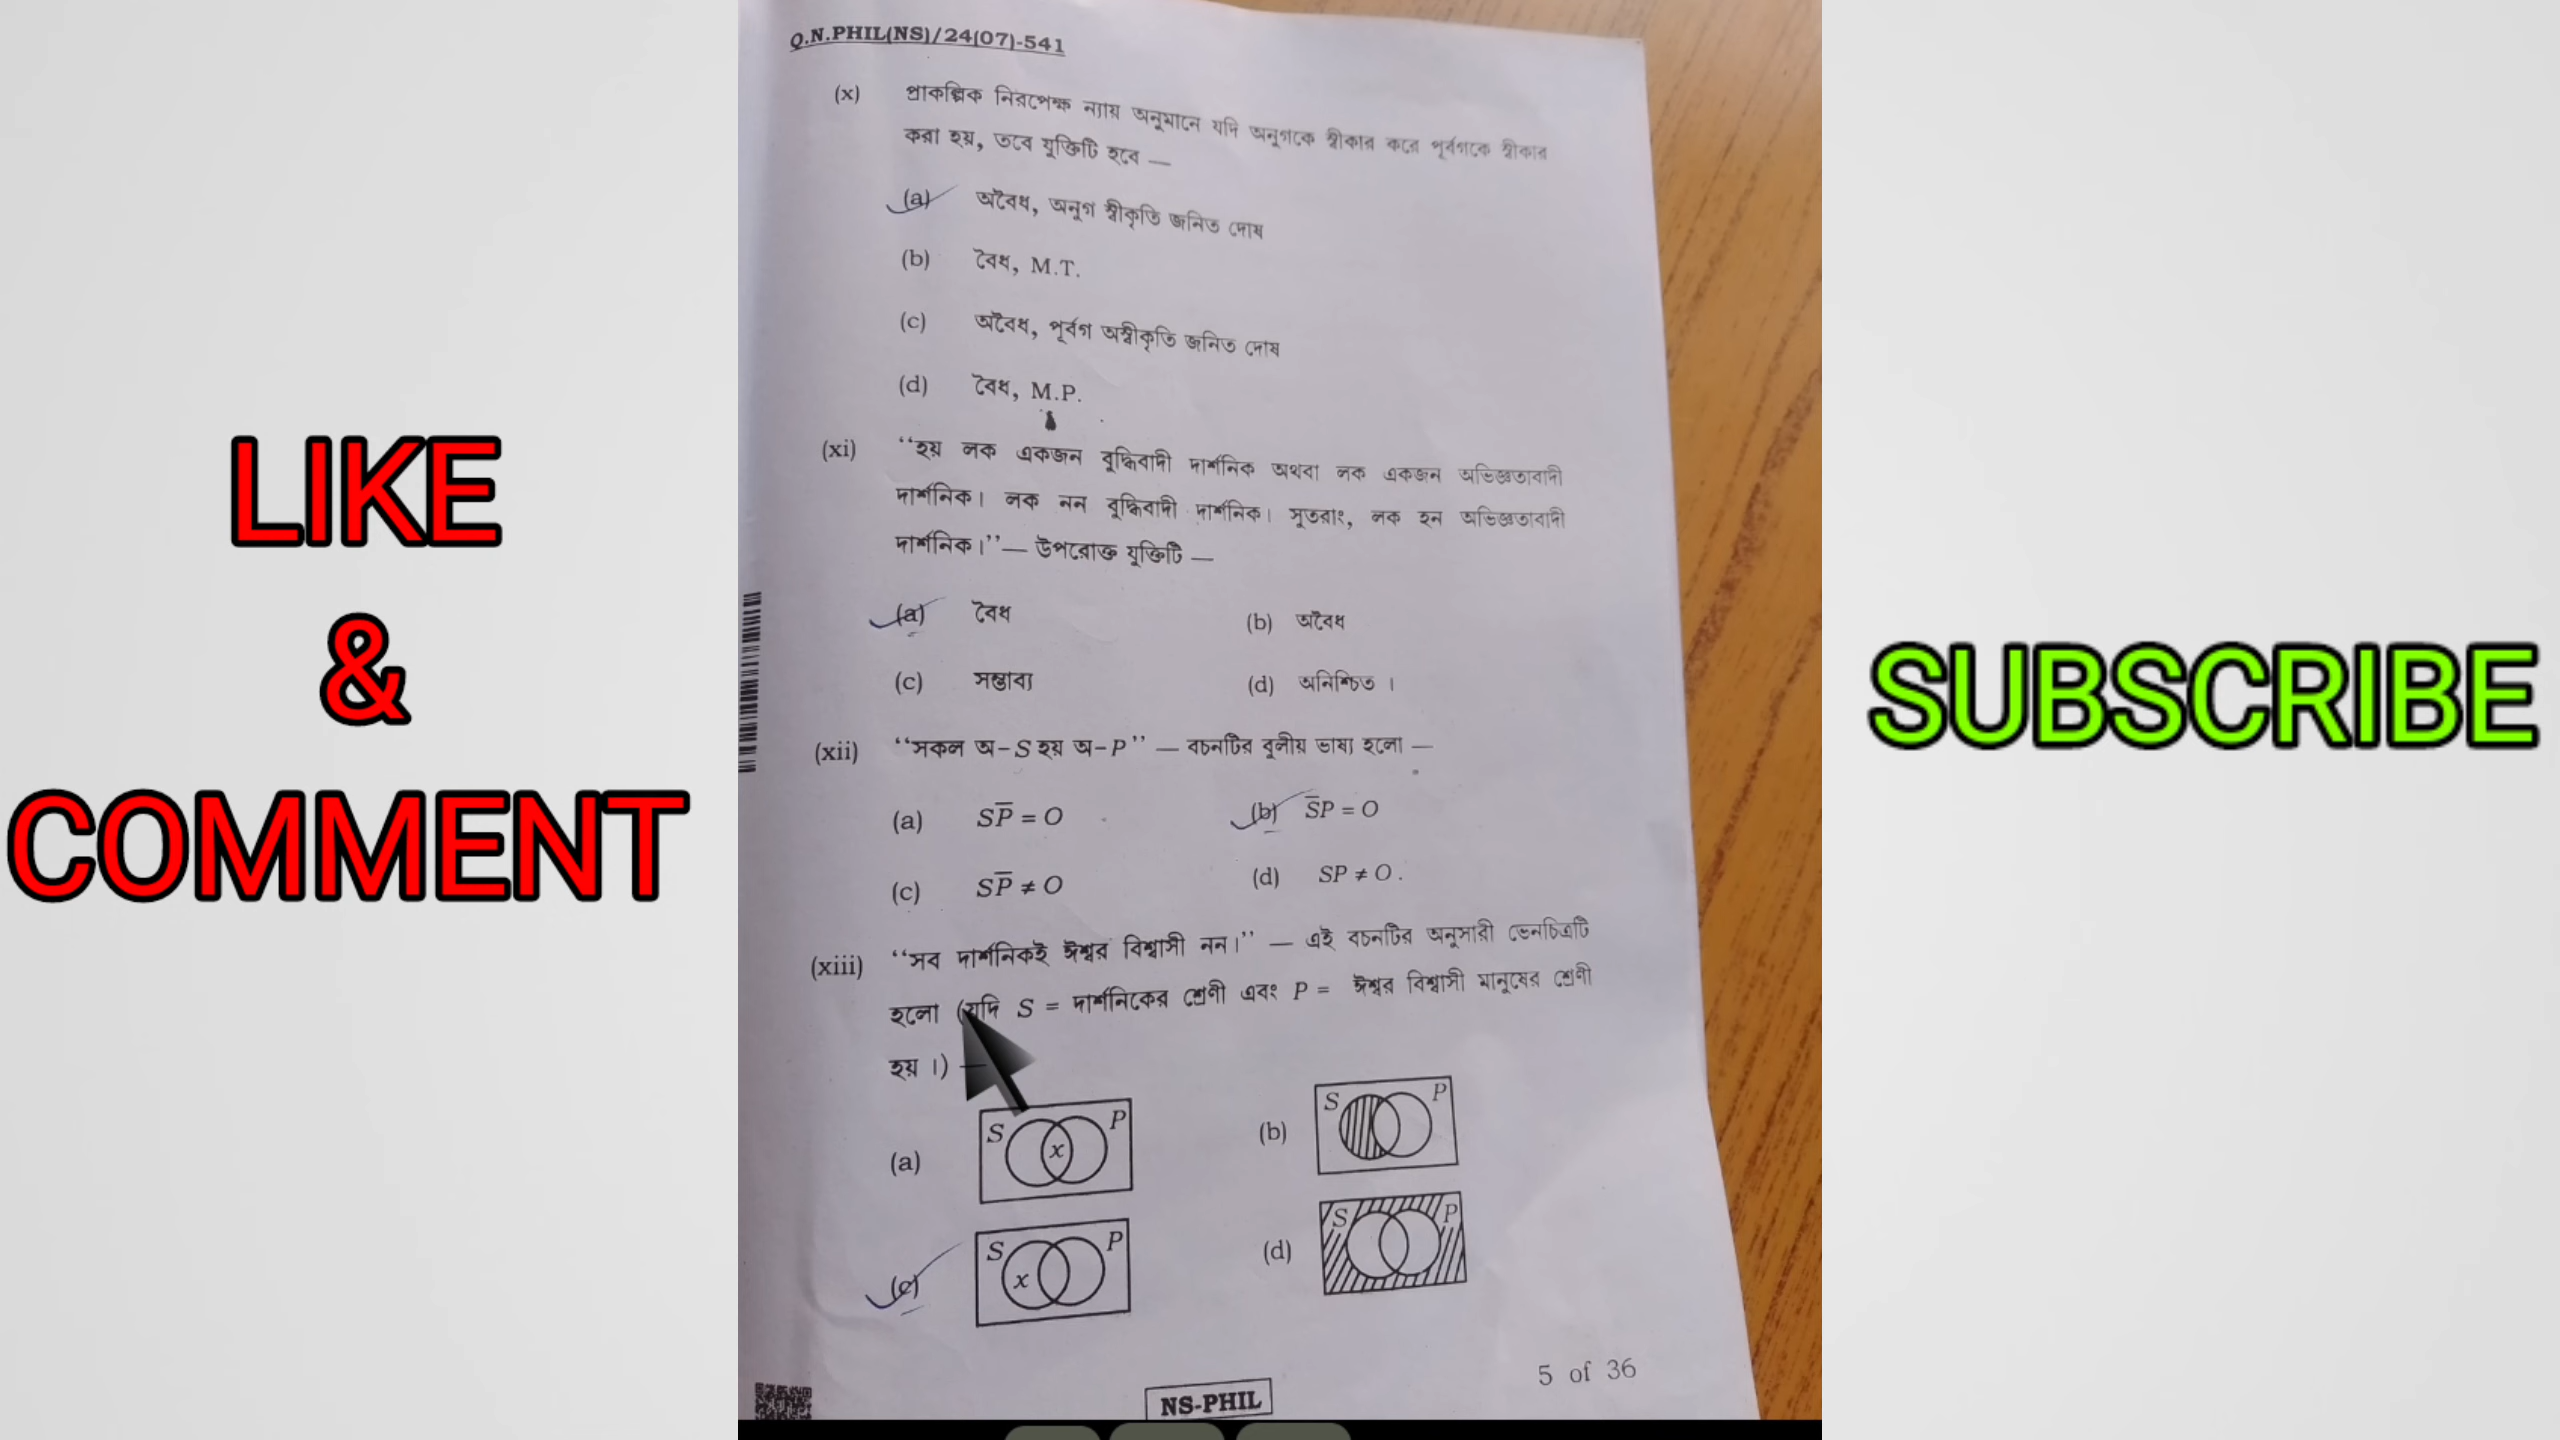 LIKE
&
COMMENT
Q.N.PHIL(NS)/24(07)-541
(x) প্রাকল্পিক নিরপেক্ষ ন্যায় অনুমানে যদি অনুগকে স্বীকার করে পূর্বগকে স্বীকার
করা হয়, তবে যুক্তিটি হবে —
(a) অবৈধ, অনুগ স্বীকৃতি জনিত দোষ
(b) বৈধ, M.T.
(c) অবৈধ, পূর্বগ অস্বীকৃতি জনিত দোষ
(d) বৈধ, M.P.
(xi) ‘‘হয় লক একজন বুদ্ধিবাদী দার্শনিক অথবা লক একজন অভিজ্ঞতাবাদী
দার্শনিক। লক নন বুদ্ধিবাদী দার্শনিক। সুতরাং, লক হন অভিজ্ঞতাবাদী
দার্শনিক।’’ — উপরোক্ত যুক্তিটি —
(a) বৈধ (b) অবৈধ
(c) সম্ভাব্য (d) অনিশ্চিত ।
(xii) ‘‘সকল অ–S হয় অ–P’’ — বচনটির বুলীয় ভাষ্য হলো —
(a) SP̅ = O (b) S̅P = O
(c) SP̅ ≠ O (d) SP ≠ O .
(xiii) ‘‘সব দার্শনিকই ঈশ্বর বিশ্বাসী নন।’’ — এই বচনটির অনুসারী ভেনচিত্রটি
হলো (যদি S = দার্শনিকের শ্রেণী এবং P = ঈশ্বর বিশ্বাসী মানুষের শ্রেণী
হয় ।) —
(a) S P x (b) S P
(c) S P x (d) S P
5 of 36
NS-PHIL
SUBSCRIBE